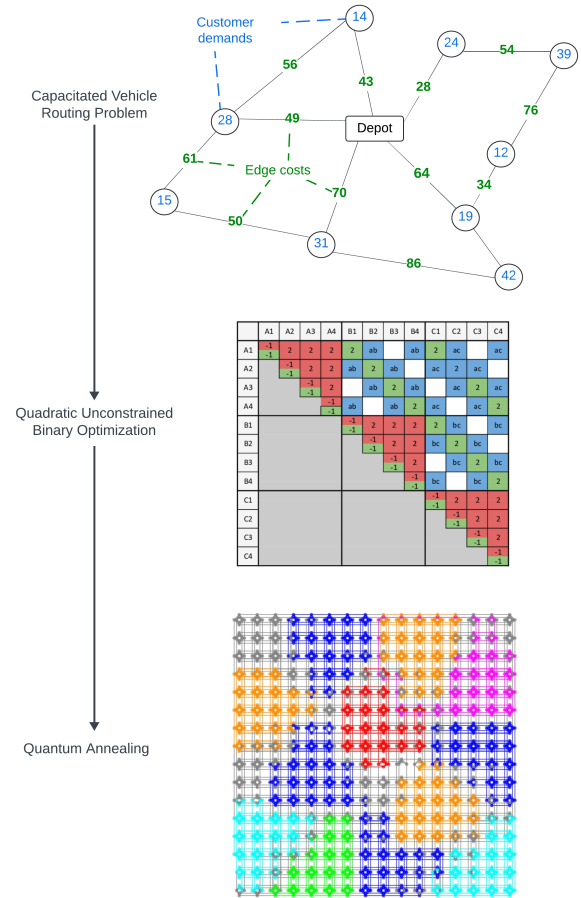 14
Customer
demands
24
54
39
56
43
28
76
Capacitated Vehicle
Routing Problem
28
49
Depot
12
61
Edge costs
64
34
70
15
50
19
31
86
42
A1 A2 A3 A4 B1 B2 B3 B4 C1 C2 C3 C4
A1 -1 2 2 2 2 ab ab 2 ac ac
-1
A2 -1 2 2 ab 2 ab ac 2 ac
-1
A3 -1 2 ab 2 ab ac 2 ac
-1
A4 -1 ab ab 2 ac ac 2
-1
B1 -1 2 2 2 2 bc bc
-1
B2 -1 2 2 bc 2 bc
-1
B3 -1 2 bc 2 bc
-1
B4 -1 bc bc 2
-1
C1 -1 2 2 2
-1
C2 -1 2 2
-1
C3 -1 2
-1
C4 -1
-1
Quadratic Unconstrained
Binary Optimization
Quantum Annealing